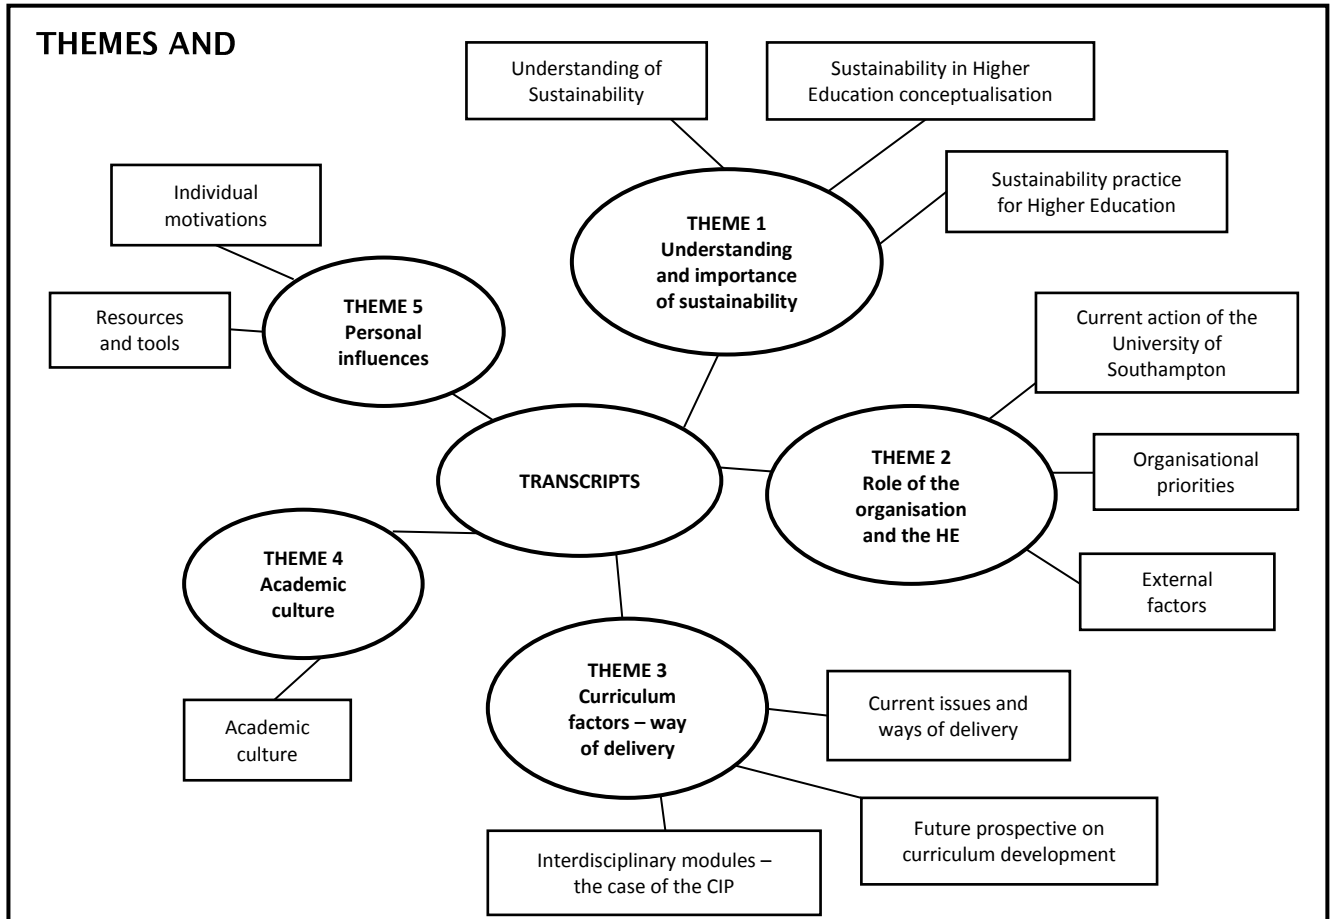 THEMES AND
Understanding of
Sustainability
Sustainability in Higher
Education conceptualisation
Sustainability practice
for Higher Education
THEME 1
Understanding
and importance
of sustainability
Individual
motivations
Resources
and tools
THEME 5
Personal
influences
Current action of the
University of
Southampton
Organisational
priorities
External
factors
THEME 2
Role of the
organisation
and the HE
TRANSCRIPTS
THEME 4
Academic
culture
Academic
culture
THEME 3
Curriculum
factors – way
of delivery
Current issues and
ways of delivery
Future prospective on
curriculum development
Interdisciplinary modules –
the case of the CIP